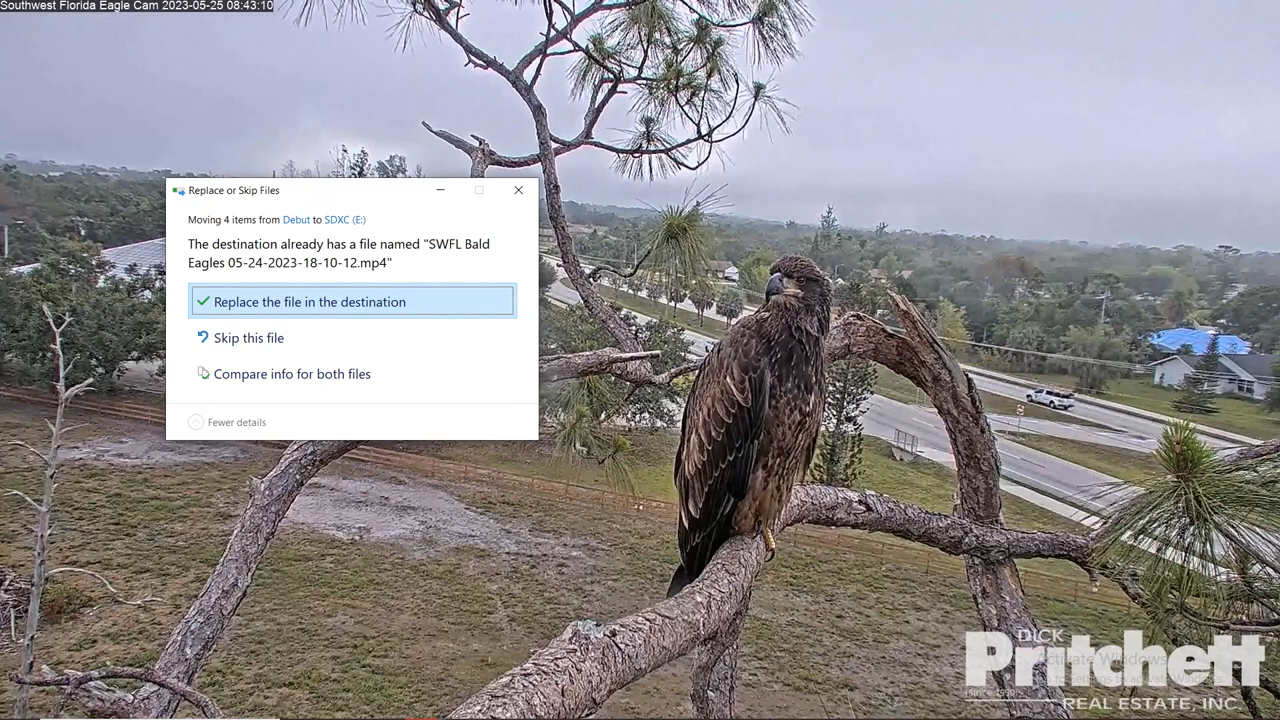 Southwest Florida Eagle Cam 2023-05-25 08:43:10
Replace or Skip Files
Moving 4 items from Debut to SDXC (E:)
The destination already has a file named "SWFL Bald
Eagles 05-24-2023-18-10-12.mp4"
Replace the file in the destination
Skip this file
Compare info for both files
Fewer details
DICK
Pritchett
Since 1990
REAL ESTATE, INC.